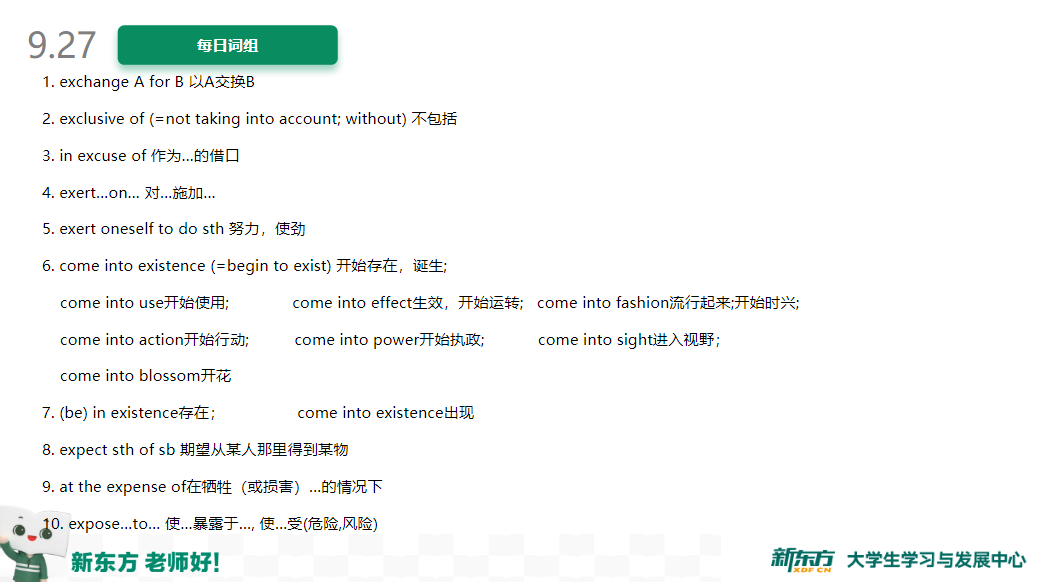 9.27
每日词组
1. exchange A for B 以A交换B
2. exclusive of (=not taking into account; without) 不包括
3. in excuse of 作为…的借口
4. exert…on… 对…施加…
5. exert oneself to do sth 努力，使劲
6. come into existence (=begin to exist) 开始存在，诞生;
come into use开始使用; come into effect生效，开始运转; come into fashion流行起来;开始时兴;
come into action开始行动; come into power开始执政; come into sight进入视野；
come into blossom开花
7. (be) in existence存在； come into existence出现
8. expect sth of sb 期望从某人那里得到某物
9. at the expense of在牺牲（或损害）…的情况下
10. expose…to… 使…暴露于…, 使…受(危险,风险)
新东方 老师好!
新东方 XDF.CN 大学生学习与发展中心